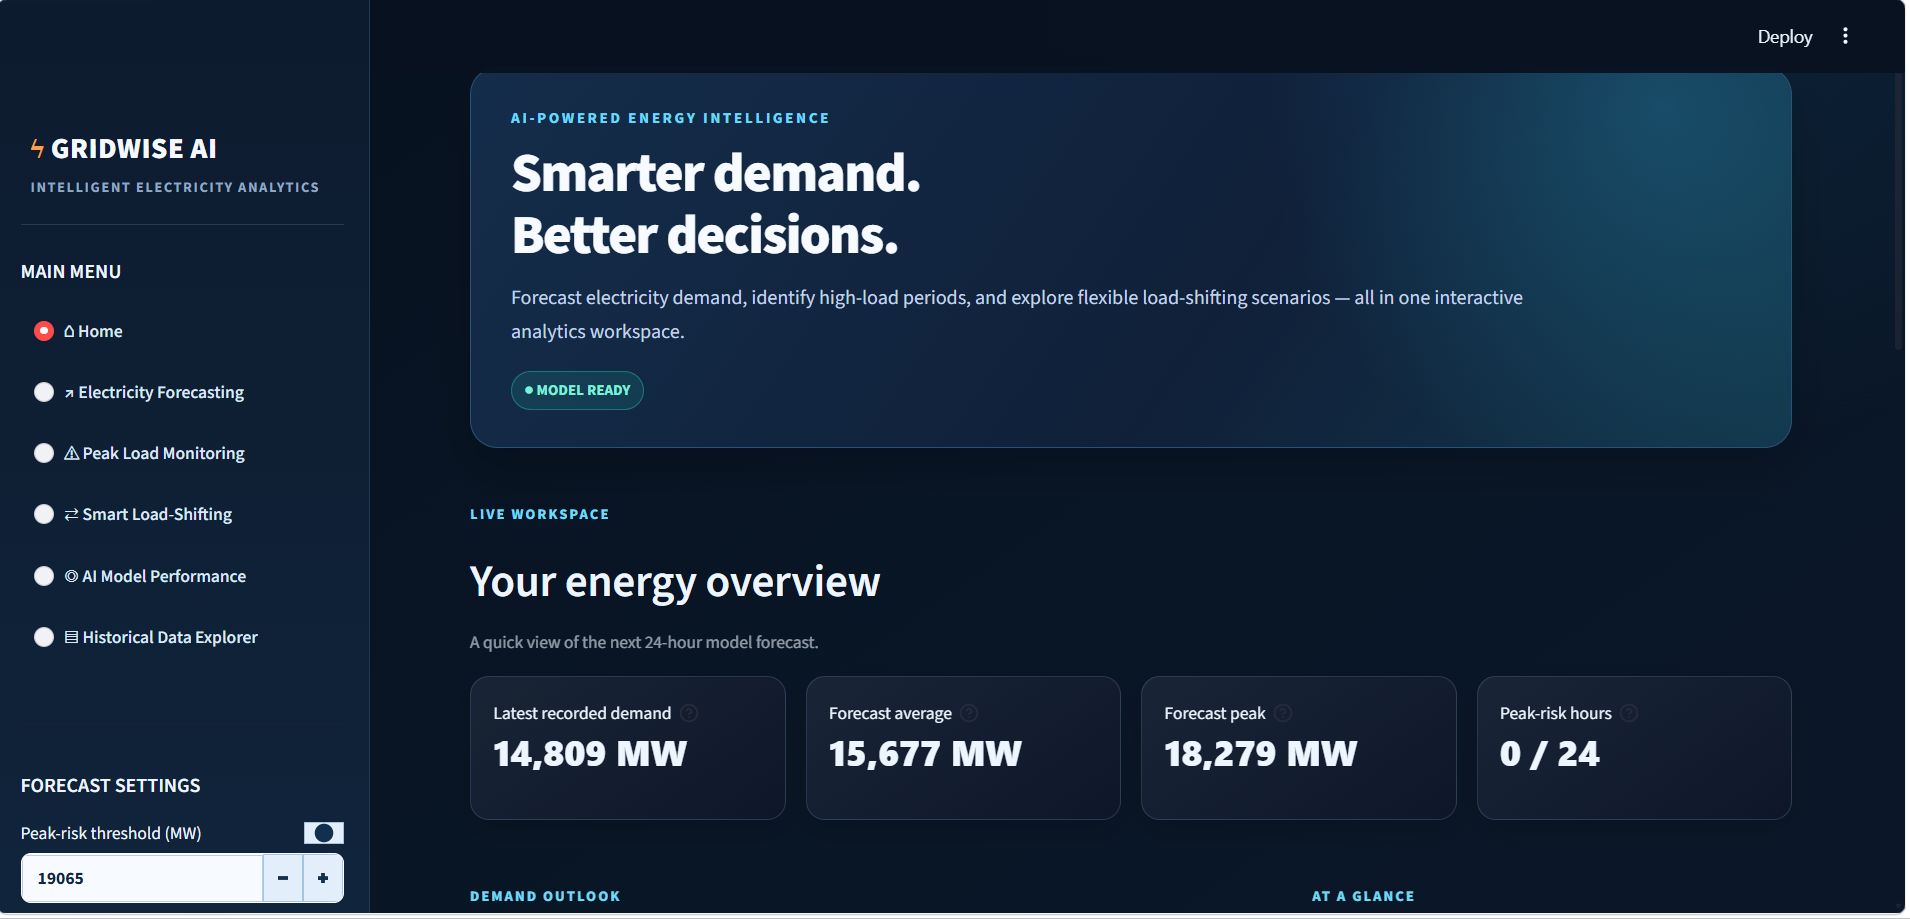 Deploy
GRIDWISE AI
INTELLIGENT ELECTRICITY ANALYTICS
MAIN MENU
Home
Electricity Forecasting
Peak Load Monitoring
Smart Load-Shifting
AI Model Performance
Historical Data Explorer
FORECAST SETTINGS
Peak-risk threshold (MW)
19065
AI-POWERED ENERGY INTELLIGENCE
Smarter demand.
Better decisions.
Forecast electricity demand, identify high-load periods, and explore flexible load-shifting scenarios — all in one interactive
analytics workspace.
MODEL READY
LIVE WORKSPACE
Your energy overview
A quick view of the next 24-hour model forecast.
Latest recorded demand
14,809 MW
Forecast average
15,677 MW
Forecast peak
18,279 MW
Peak-risk hours
0 / 24
DEMAND OUTLOOK
AT A GLANCE